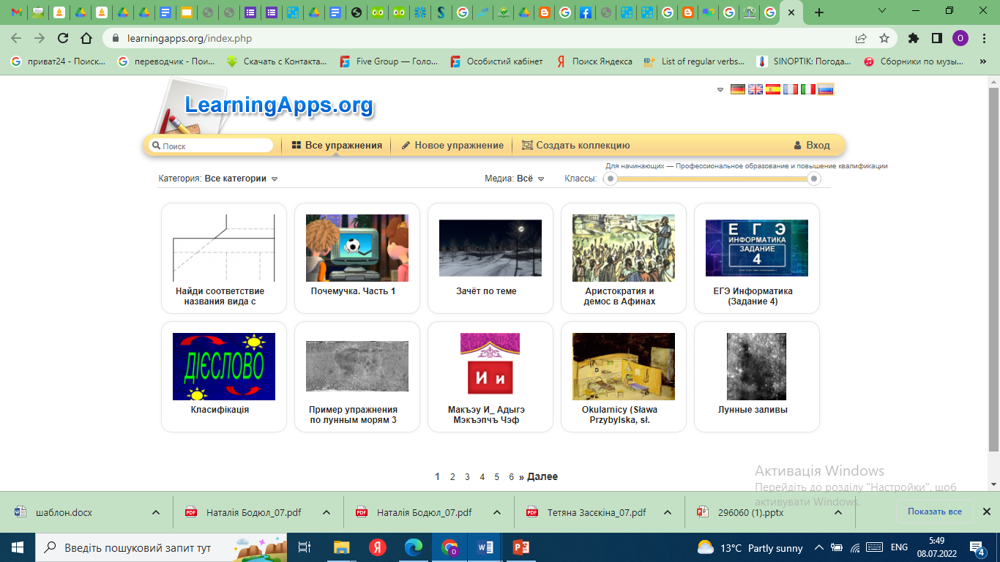 learningapps.org/index.php
O
приват24 - Поиск...
переводчик - Пои...
Скачать с Контакта...
Five Group — Голо...
Особистий кабінет
Поиск Яндекса
List of regular verbs...
SINOPTIK: Погода...
Сборники по музы...
»
LearningApps.org
Поиск
Все упражнения
Новое упражнение
Создать коллекцию
Вход
Для начинающих — Профессиональное образование и повышение квалификации
Категория: Все категории
Медиа: Всё
Классы:
ЕГЭ
ИНФОРМАТИКА
ЗАДАНИЕ
4
Найди соответствие
названия вида с
Почемучка. Часть 1
Зачёт по теме
Аристократия и
демос в Афинах
ЕГЭ Информатика
(Задание 4)
ДІЄСЛОВО
И и
Класифікація
Пример упражнения
по лунным морям 3
Макъэу И_ Адыгэ
Мэкъэпчъ Чэф
Okularnicy (Sława
Przybylska, sł.
Лунные заливы
1 2 3 4 5 6 » Далее
Активація Windows
Перейдіть до розділу "Настройки", щоб
активувати Windows.
шаблон.docx
Наталія Бодюл_07.pdf
Наталія Бодюл_07.pdf
Тетяна Засєкіна_07.pdf
296060 (1).pptx
Показать все
Введіть пошуковий запит тут
13°C Partly sunny
ENG
5:49
08.07.2022
4